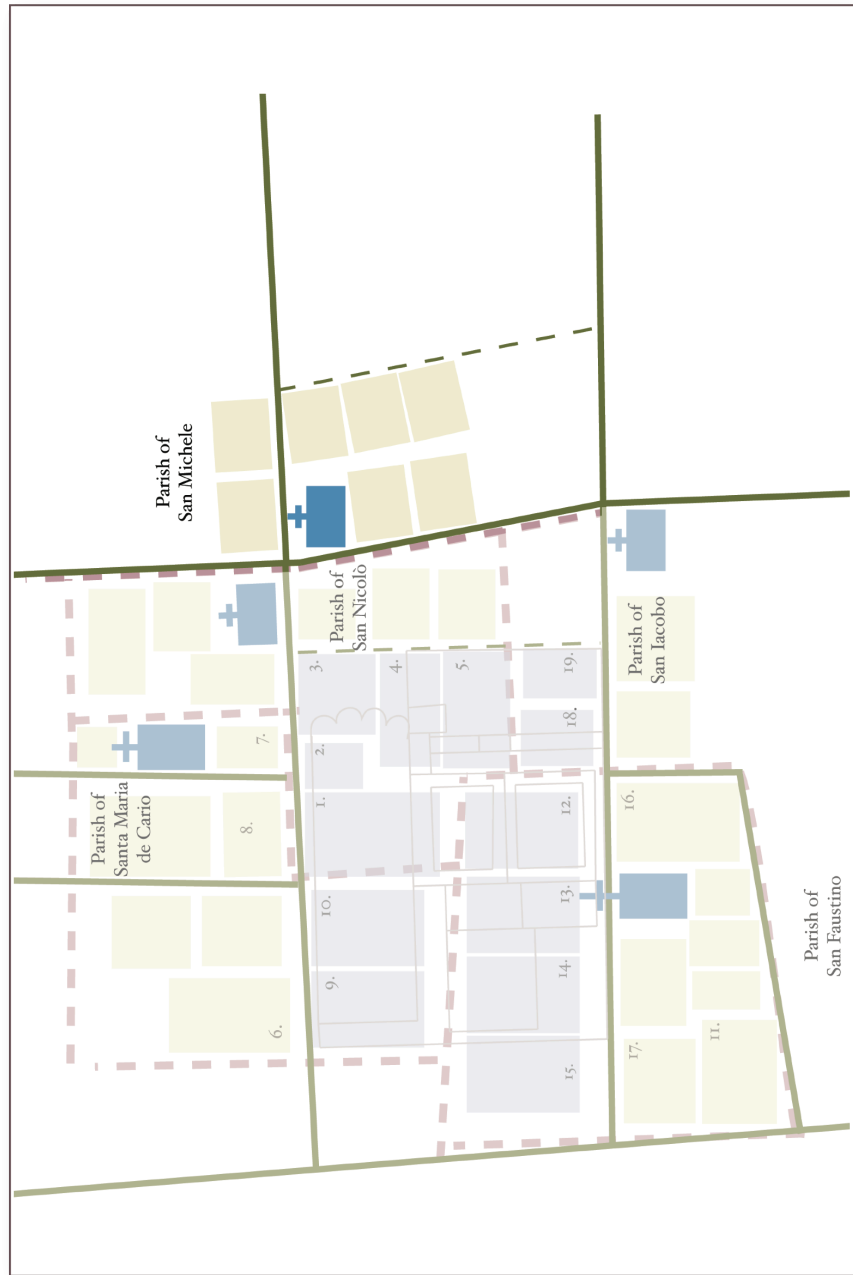 Parish of
San Michele
Parish of
San Nicolò
Parish of
Santa Maria
de Cario
Parish of
San Iacobo
Parish of
San Faustino
1.
2.
3.
4.
5.
6.
7.
8.
9.
10.
11.
12.
13.
14.
15.
16.
17.
18.
19.